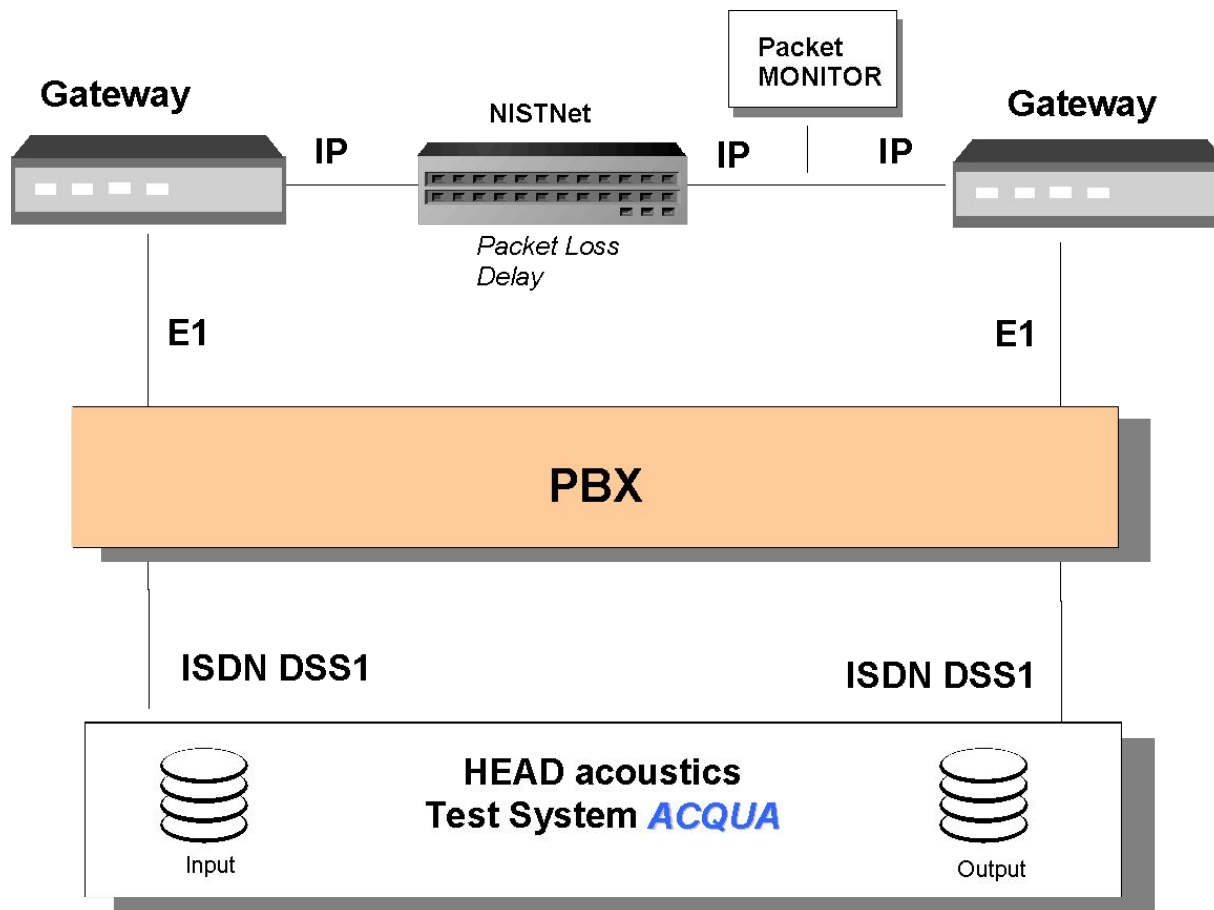 Packet
MONITOR
Gateway
NISTNet
Gateway
IP
IP
IP
Packet Loss
Delay
E1
E1
PBX
ISDN DSS1
ISDN DSS1
HEAD acoustics
Test System ACQUA
Input
Output